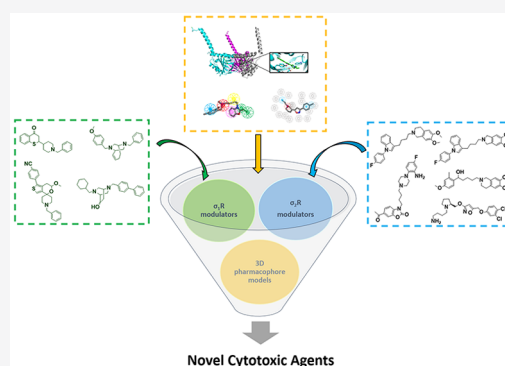 σ₁R
modulators
σ₂R
modulators
3D
pharmacophore
models
Novel Cytotoxic Agents